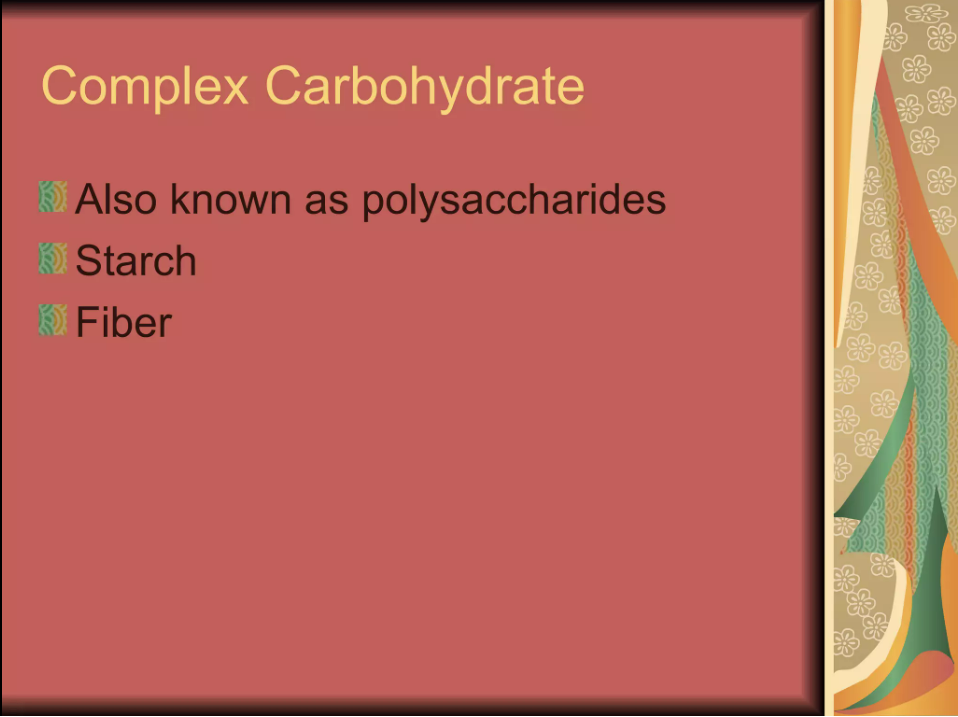 Complex Carbohydrate
Also known as polysaccharides
Starch
Fiber